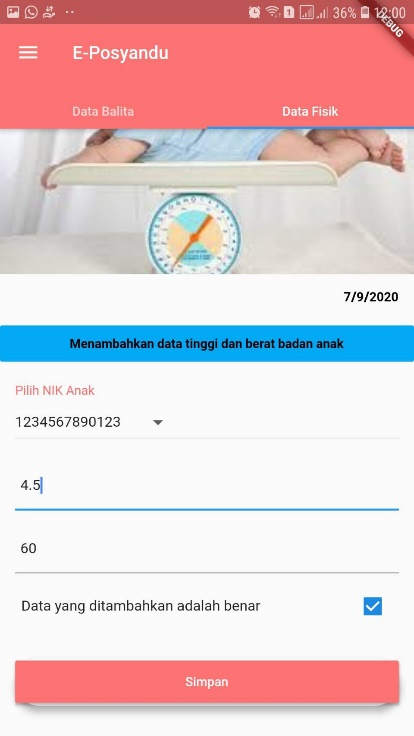 36% 12:00
DEBUG
E-Posyandu
Data Balita Data Fisik
7/9/2020
Menambahkan data tinggi dan berat badan anak
Pilih NIK Anak
1234567890123
4.5
60
Data yang ditambahkan adalah benar
Simpan